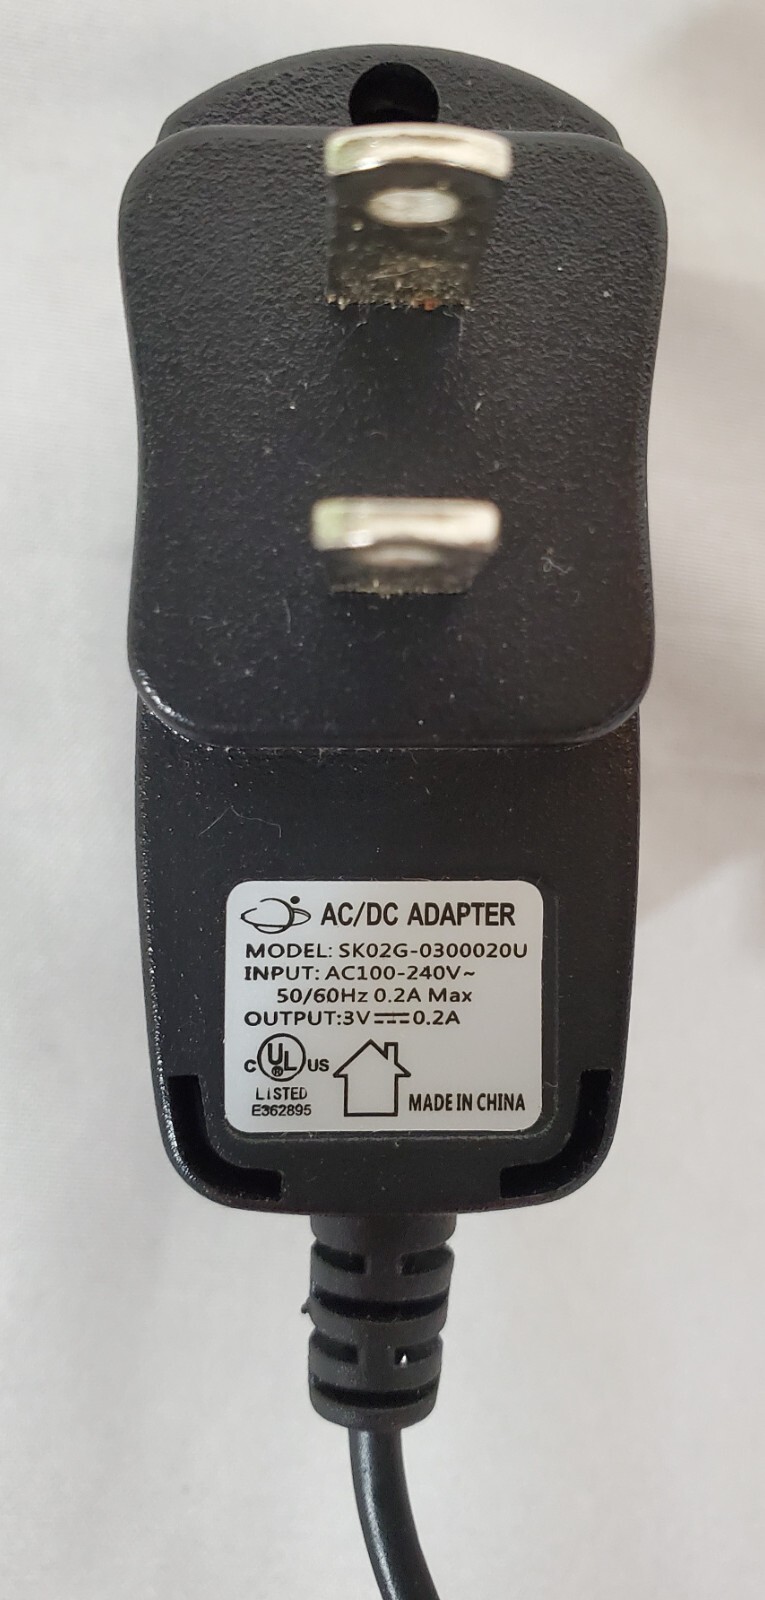 AC/DC ADAPTER
MODEL: SK02G-0300020U
INPUT: AC100-240V~
50/60Hz 0.2A Max
OUTPUT:3V⎓0.2A
C UL ® US
LISTED
E362895
MADE IN CHINA